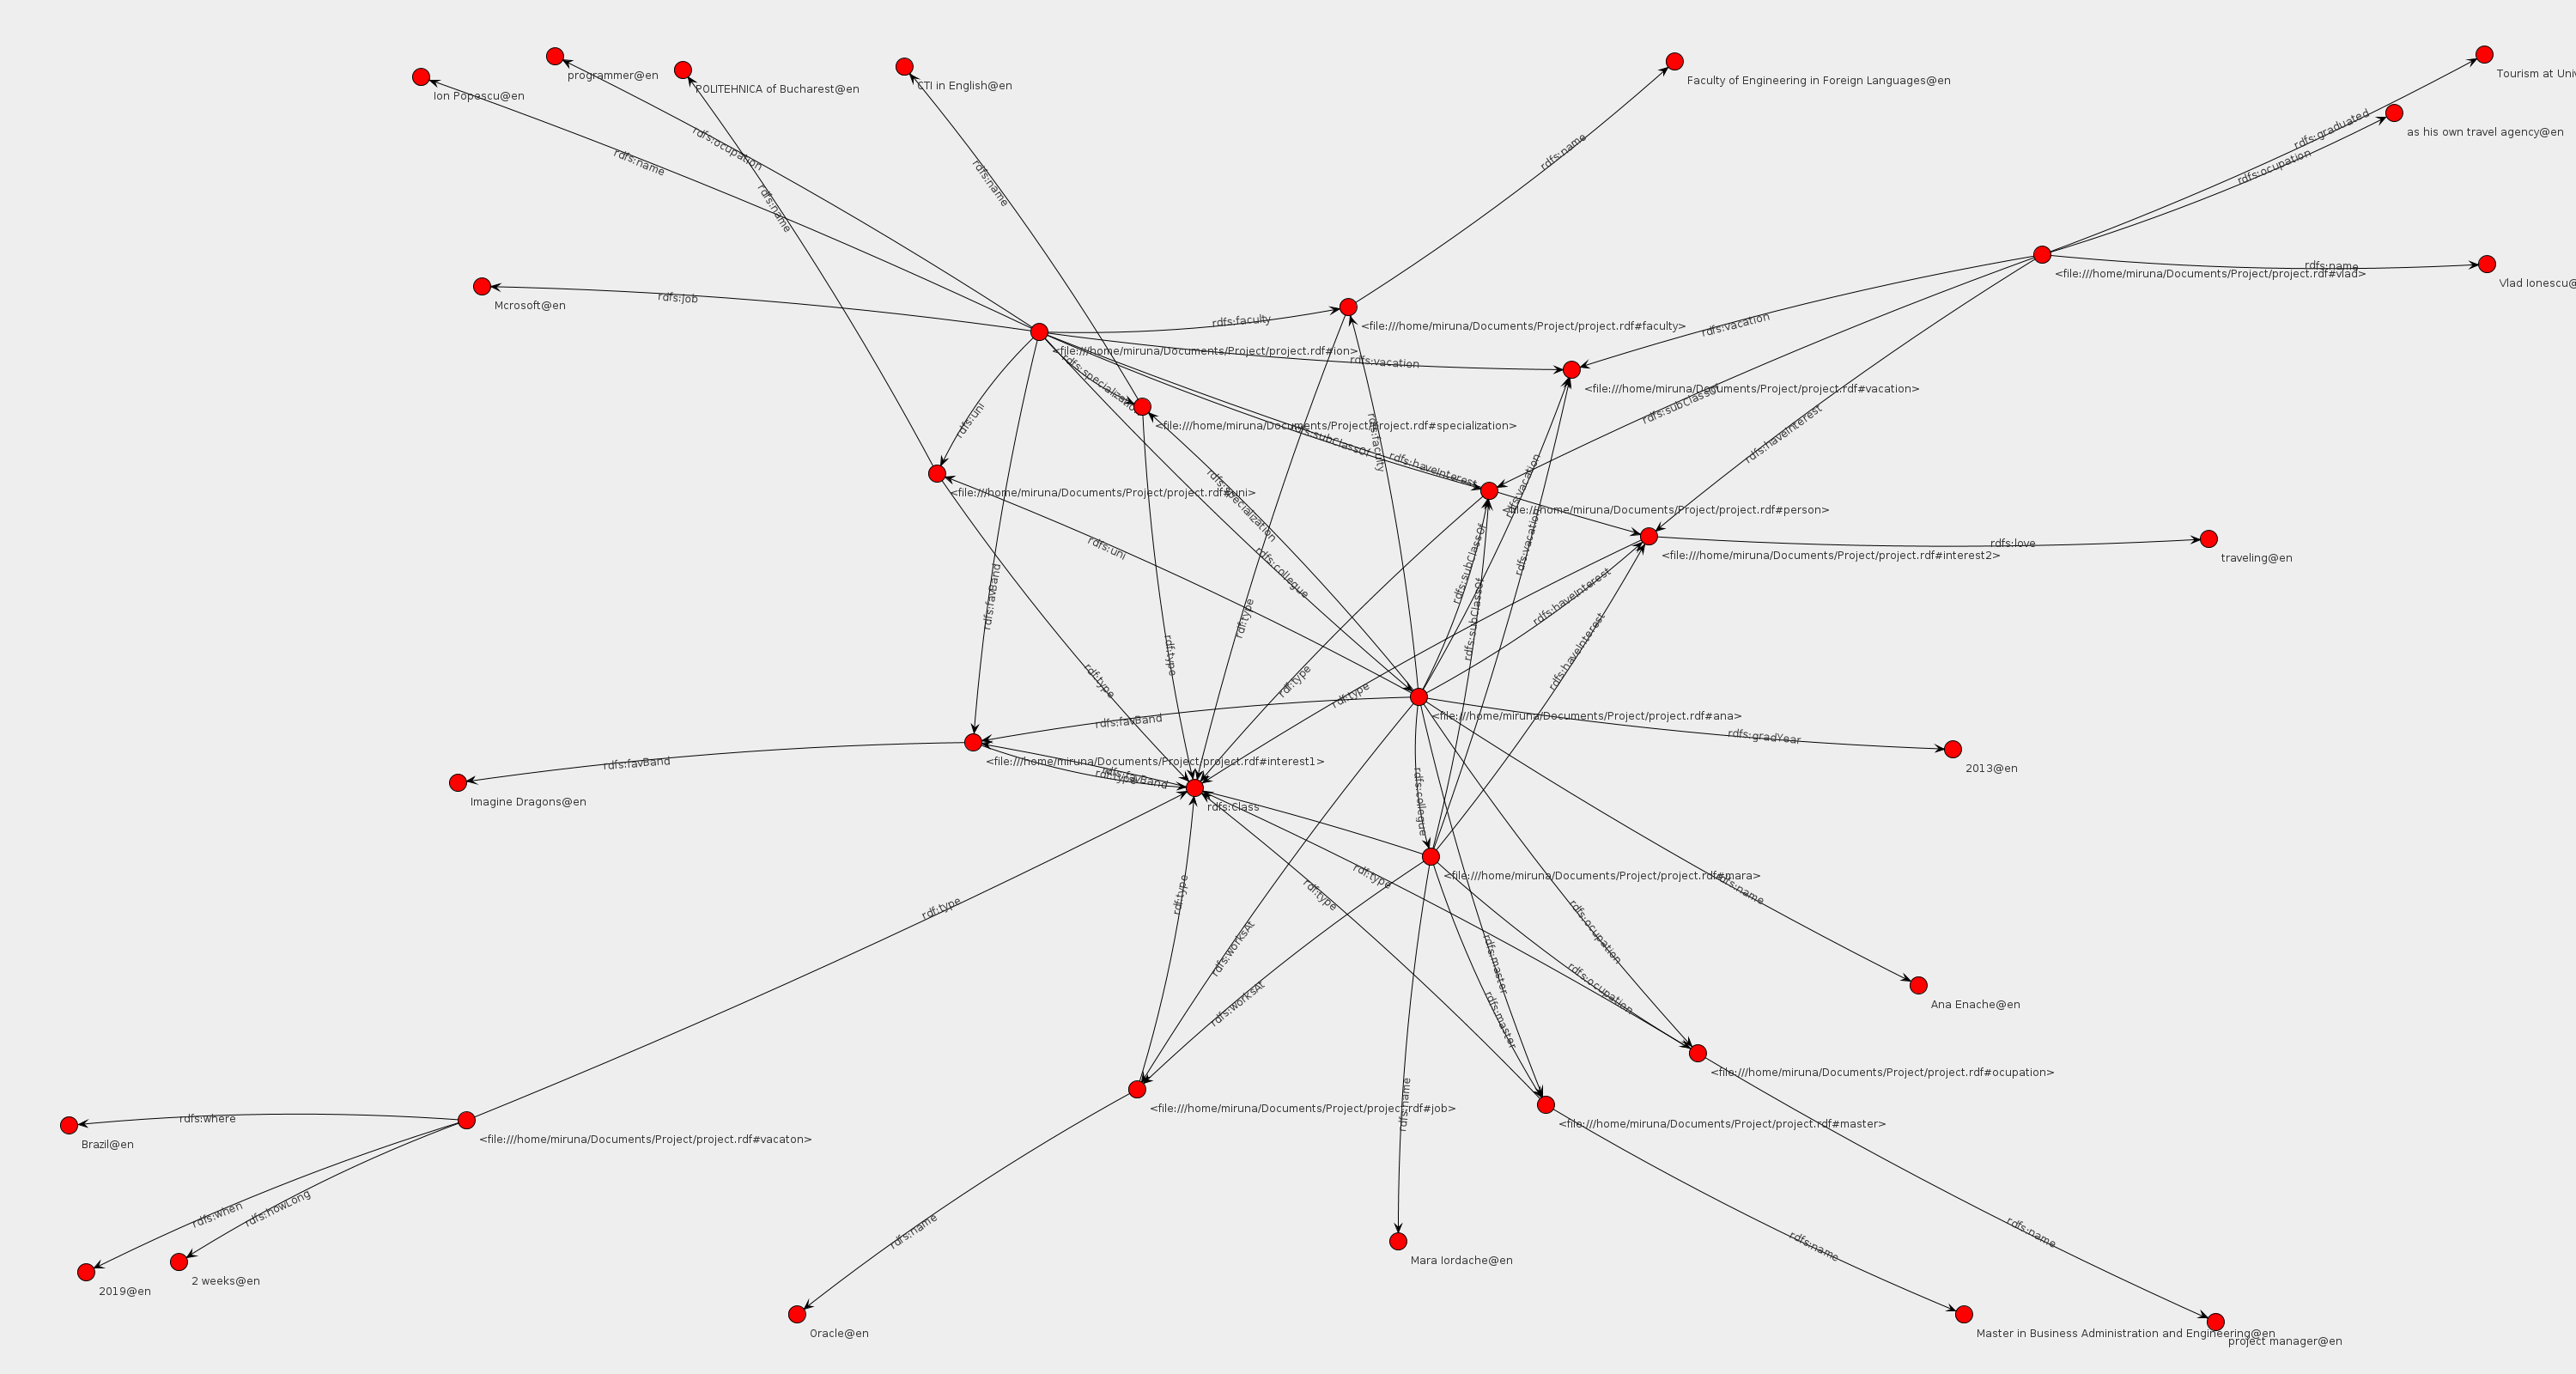 programmer@en
Ion Popescu@en
POLITEHNICA of Bucharest@en
CTI in English@en
Faculty of Engineering in Foreign Languages@en
Tourism at Univ
as his own travel agency@en
rdfs:graduated
rdfs:ocupation
rdfs:ocupation
rdfs:name
rdfs:name
rdfs:name
rdfs:name
rdfs:name
<file:///home/miruna/Documents/Project/project.rdf#vlad>
Vlad Ionescu@
Mcrosoft@en
rdfs:job
rdfs:faculty
<file:///home/miruna/Documents/Project/project.rdf#faculty>
rdfs:vacation
<file:///home/miruna/Documents/Project/project.rdf#ion>
rdfs:vacation
rdfs:specialization
<file:///home/miruna/Documents/Project/project.rdf#vacation>
rdfs:subClassOf
rdfs:uni
<file:///home/miruna/Documents/Project/project.rdf#specialization>
rdfs:subClassOf
rdfs:faculty
rdfs:haveInterest
rdfs:haveInterest
rdfs:vacation
<file:///home/miruna/Documents/Project/project.rdf#uni>
rdfs:specialization
<file:///home/miruna/Documents/Project/project.rdf#person>
rdfs:uni
rdfs:collegue
rdfs:vacation
rdfs:subClassOf
<file:///home/miruna/Documents/Project/project.rdf#interest2>
rdfs:love
traveling@en
rdfs:favBand
rdf:type
rdfs:subClassOf
rdfs:haveInterest
rdfs:haveInterest
rdf:type
rdf:type
rdf:type
rdf:type
rdfs:favBand
<file:///home/miruna/Documents/Project/project.rdf#ana>
rdfs:gradYear
2013@en
rdfs:favBand
<file:///home/miruna/Documents/Project/project.rdf#interest1>
rdf:type
rdfs:favBand
Imagine Dragons@en
rdfs:Class
rdfs:collegue
<file:///home/miruna/Documents/Project/project.rdf#mara>
rdf:type
rdf:type
rdf:type
rdf:type
rdfs:name
rdfs:worksAt
rdfs:ocupation
rdfs:master
rdfs:ocupation
rdfs:worksAt
rdfs:master
Ana Enache@en
<file:///home/miruna/Documents/Project/project.rdf#ocupation>
<file:///home/miruna/Documents/Project/project.rdf#job>
rdfs:name
<file:///home/miruna/Documents/Project/project.rdf#master>
rdfs:where
Brazil@en
<file:///home/miruna/Documents/Project/project.rdf#vacaton>
rdfs:when
rdfs:howLong
2019@en
2 weeks@en
rdfs:name
Mara Iordache@en
rdfs:name
rdfs:name
Oracle@en
Master in Business Administration and Engineering@en
project manager@en